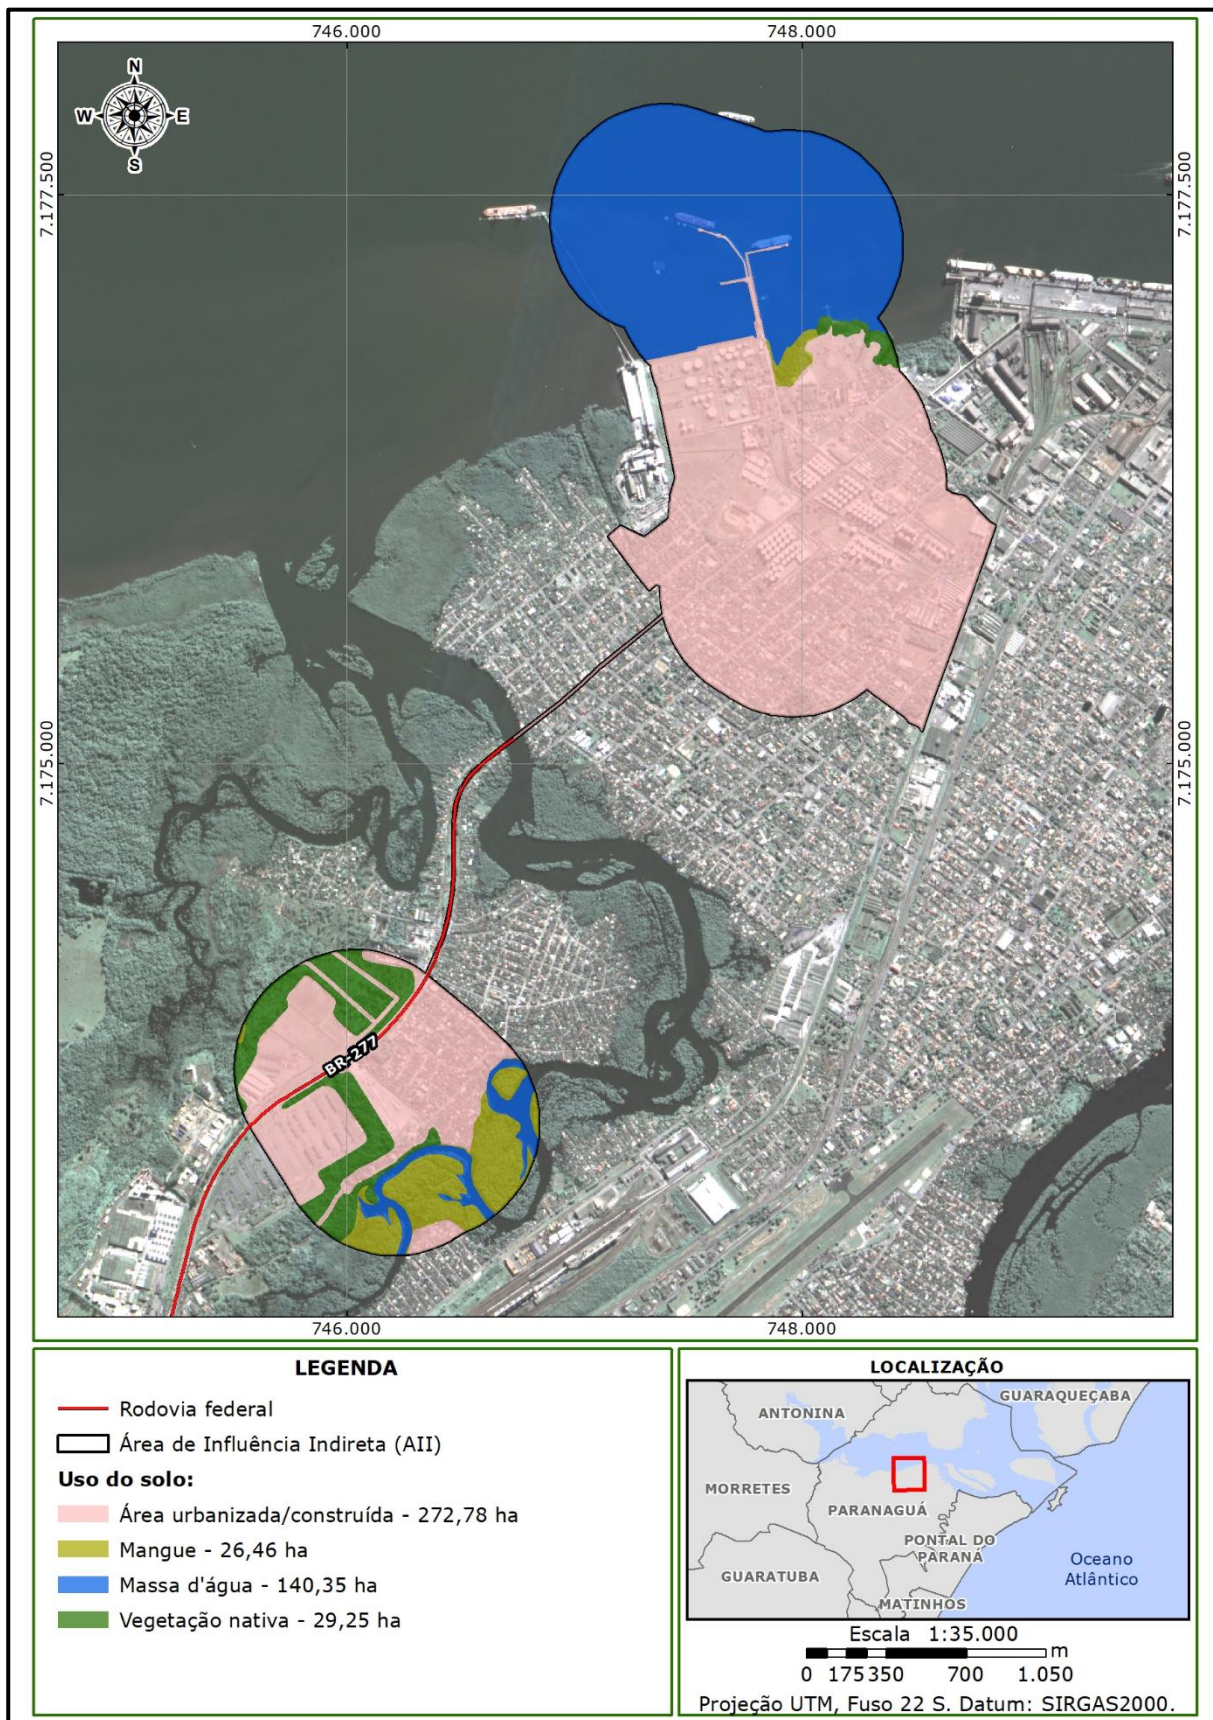 746.000
748.000
N
W
E
S
7.177.500
7.177.500
7.175.000
7.175.000
BR-277
746.000
748.000
LEGENDA
Rodovia federal
Área de Influência Indireta (AII)
Uso do solo:
Área urbanizada/construída - 272,78 ha
Mangue - 26,46 ha
Massa d'água - 140,35 ha
Vegetação nativa - 29,25 ha
LOCALIZAÇÃO
GUARAQUEÇABA
ANTONINA
MORRETES
PARANAGUÁ
PONTAL DO
PARANÁ
GUARATUBA
Oceano
Atlântico
MATINHOS
Escala 1:35.000
m
0 175 350 700 1.050
Projeção UTM, Fuso 22 S. Datum: SIRGAS2000.